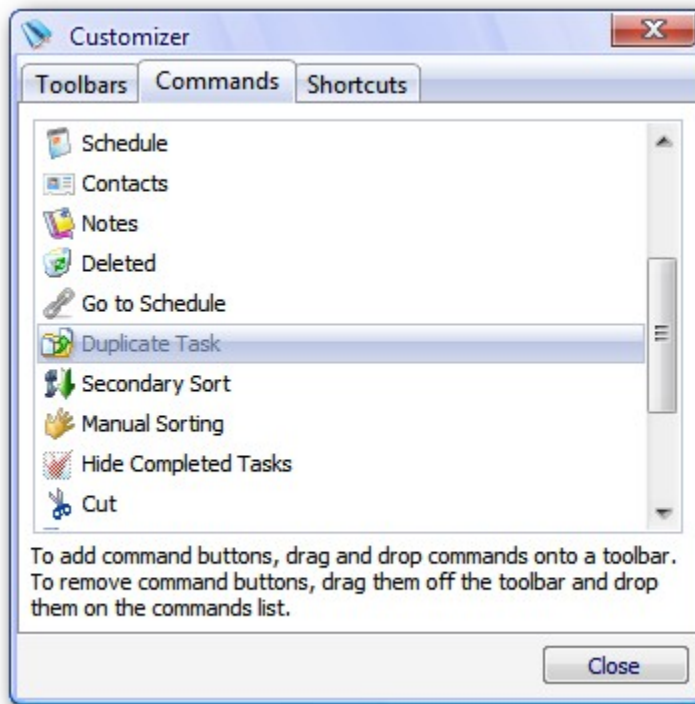 Customizer
Toolbars Commands Shortcuts
Schedule
Contacts
Notes
Deleted
Go to Schedule
Duplicate Task
Secondary Sort
Manual Sorting
Hide Completed Tasks
Cut
To add command buttons, drag and drop commands onto a toolbar.
To remove command buttons, drag them off the toolbar and drop
them on the commands list.
Close